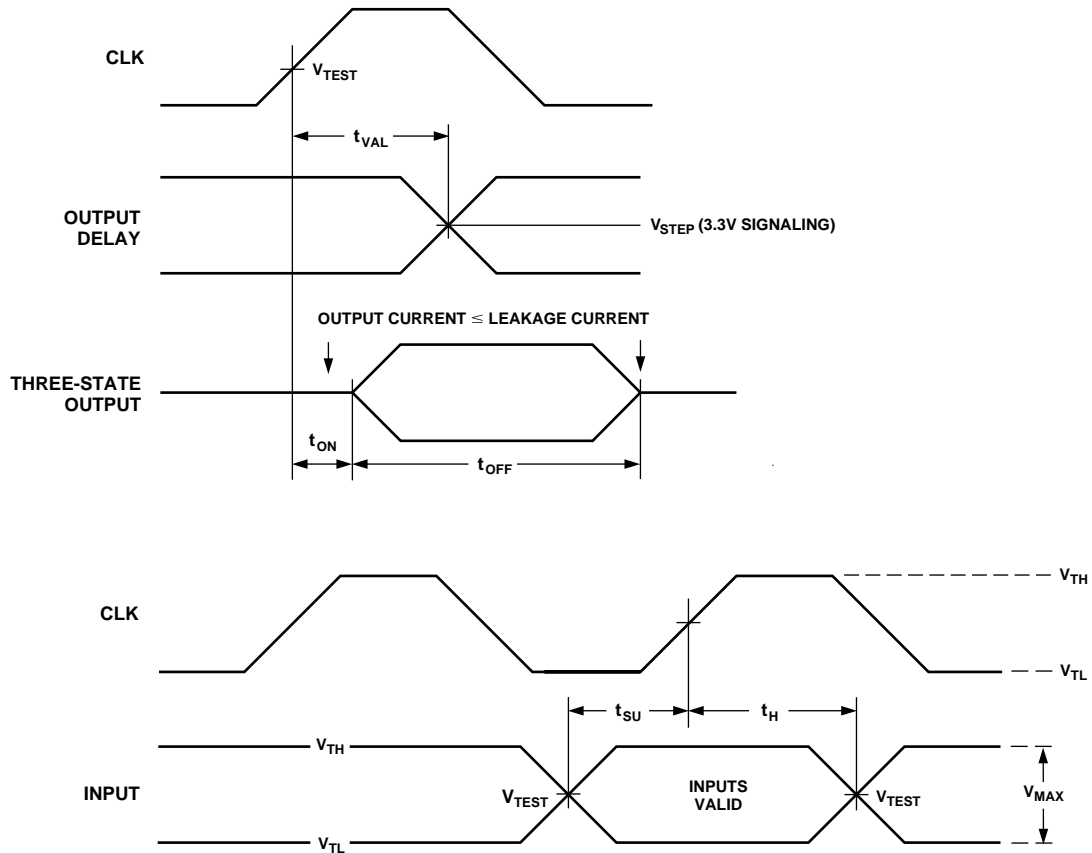 CLK
VTEST
tVAL
OUTPUT
DELAY
VSTEP (3.3V SIGNALING)
OUTPUT CURRENT ≤ LEAKAGE CURRENT
THREE-STATE
OUTPUT
tON
tOFF
CLK
VTH
VTL
tSU
tH
INPUT
VTH
VTL
VTEST
INPUTS
VALID
VTEST
VMAX